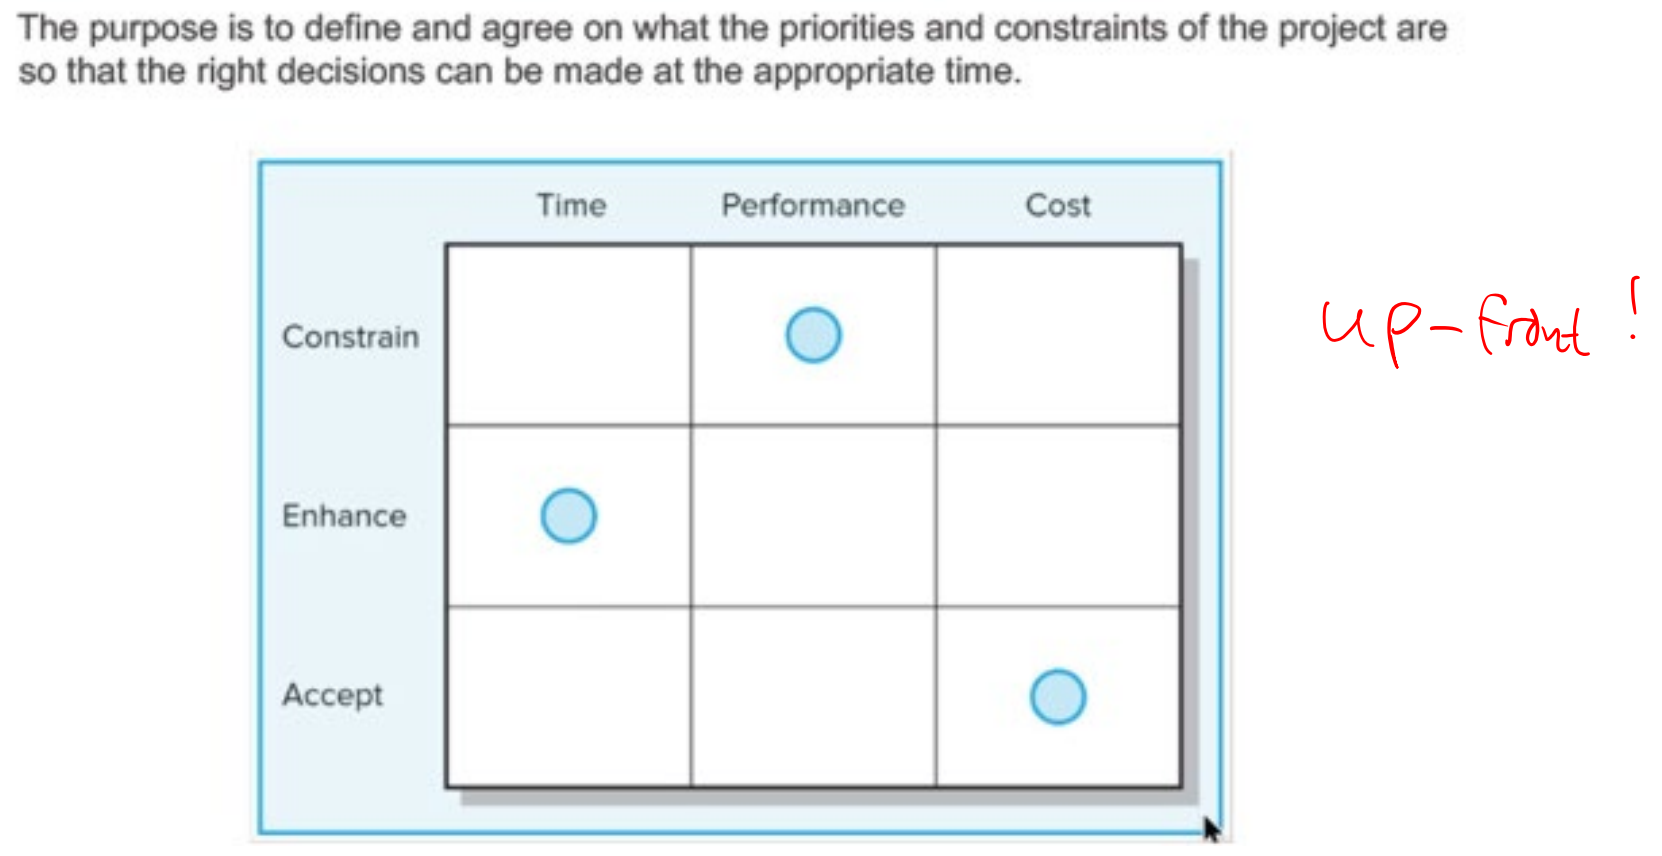 The purpose is to define and agree on what the priorities and constraints of the project are
so that the right decisions can be made at the appropriate time.
Time Performance Cost
Constrain
up-front!
Enhance
Accept